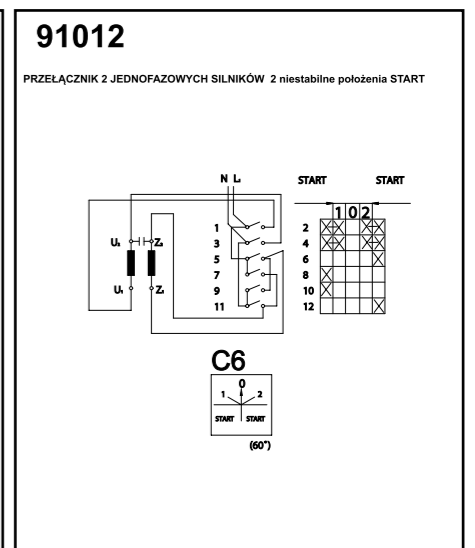 91012
PRZEŁĄCZNIK 2 JEDNOFAZOWYCH SILNIKÓW 2 niestabilne położenia START
N L₁
START START
1 0 2
1 2
3 4
5 6
7 8
9 10
11 12
U₂ Z₂
U₁ Z₁
C6
0
1 2
START START
(60°)